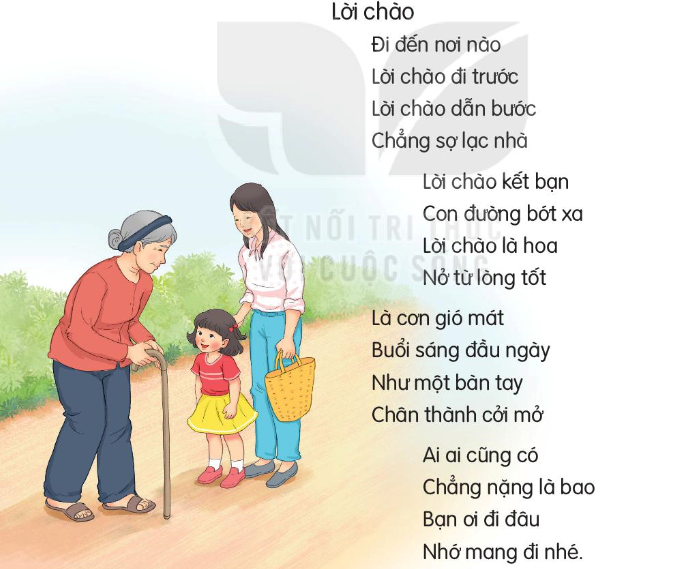 Lời chào
Đi đến nơi nào
Lời chào đi trước
Lời chào dẫn bước
Chẳng sợ lạc nhà
Lời chào kết bạn
Con đường bớt xa
Lời chào là hoa
Nở từ lòng tốt
Là cơn gió mát
Buổi sáng đầu ngày
Như một bàn tay
Chân thành cởi mở
Ai ai cũng có
Chẳng nặng là bao
Bạn ơi đi đâu
Nhớ mang đi nhé.